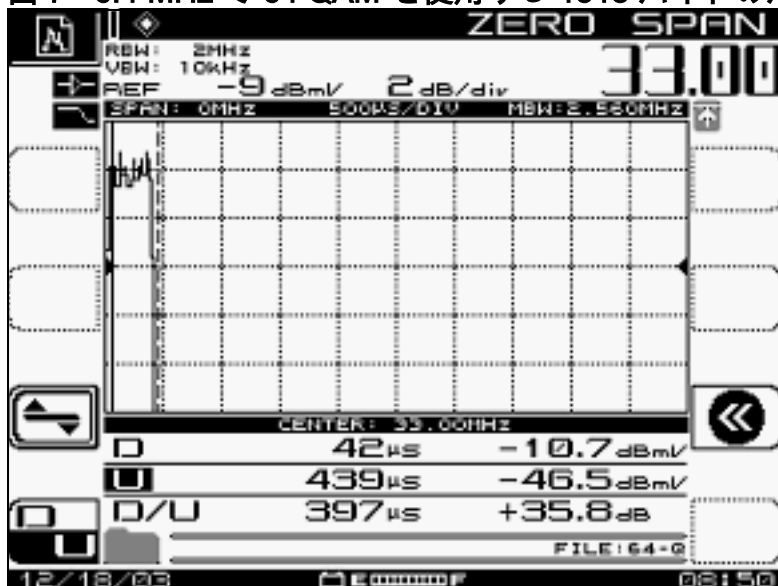 ZERO SPAN
RBW: 2MHz
VBW: 10kHz
33.00
REF -9 dBmV 2 dB/div
SPAN: 0MHz 500µS/DIV MBW:2.560MHz
CENTER: 33.00MHz
D 42µS -10.7dBmV
U 439µS -46.5dBmV
D/U 397µS +35.8dB
D
U
FILE:64-Q
12/18/03 E F 08:50